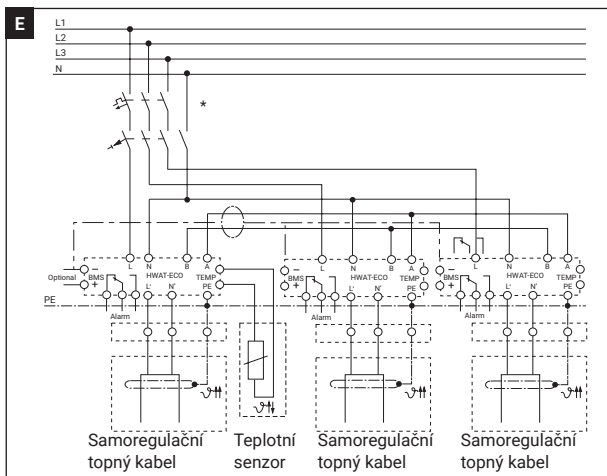 E
L1
L2
L3
N
*
L N B A
HWAT-ECO
TEMP
Optional
− BMS
+
L' N' PE
Alarm
L N B A
HWAT-ECO
TEMP
− BMS
+
L' N' PE
Alarm
L N B A
HWAT-ECO
TEMP
− BMS
+
L' N' PE
Alarm
PE
Samoregulační
topný kabel
Teplotní
senzor
Samoregulační
topný kabel
Samoregulační
topný kabel